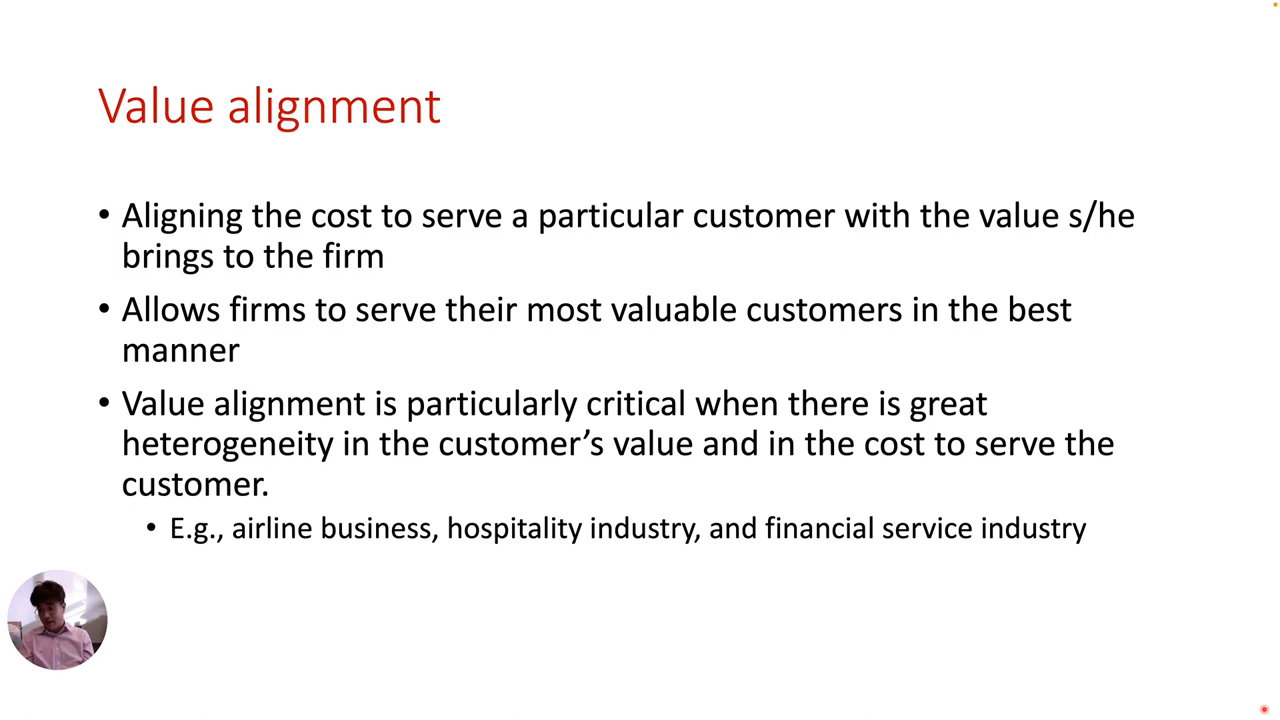 Value alignment
• Aligning the cost to serve a particular customer with the value s/he
brings to the firm
• Allows firms to serve their most valuable customers in the best
manner
• Value alignment is particularly critical when there is great
heterogeneity in the customer’s value and in the cost to serve the
customer.
• E.g., airline business, hospitality industry, and financial service industry